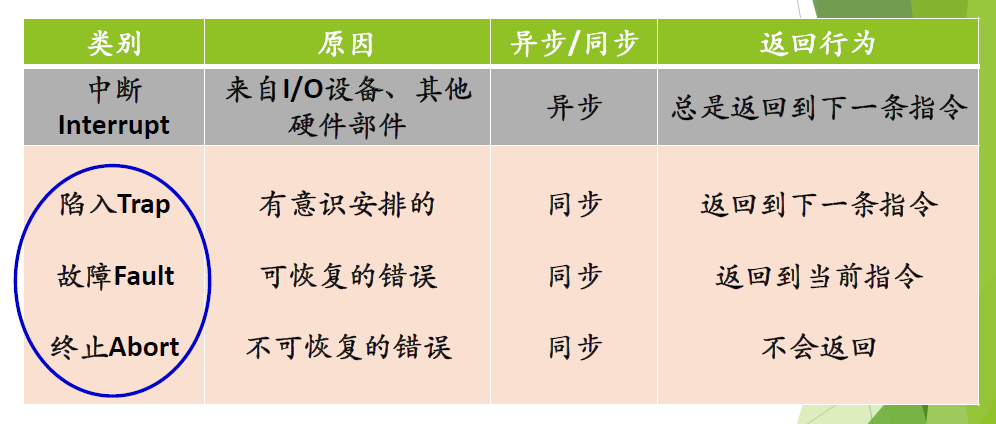 类别 原因 异步/同步 返回行为
中断 来自I/O设备、其他 异步 总是返回到下一条指令
Interrupt 硬件部件
陷入Trap 有意识安排的 同步 返回到下一条指令
故障Fault 可恢复的错误 同步 返回到当前指令
终止Abort 不可恢复的错误 同步 不会返回